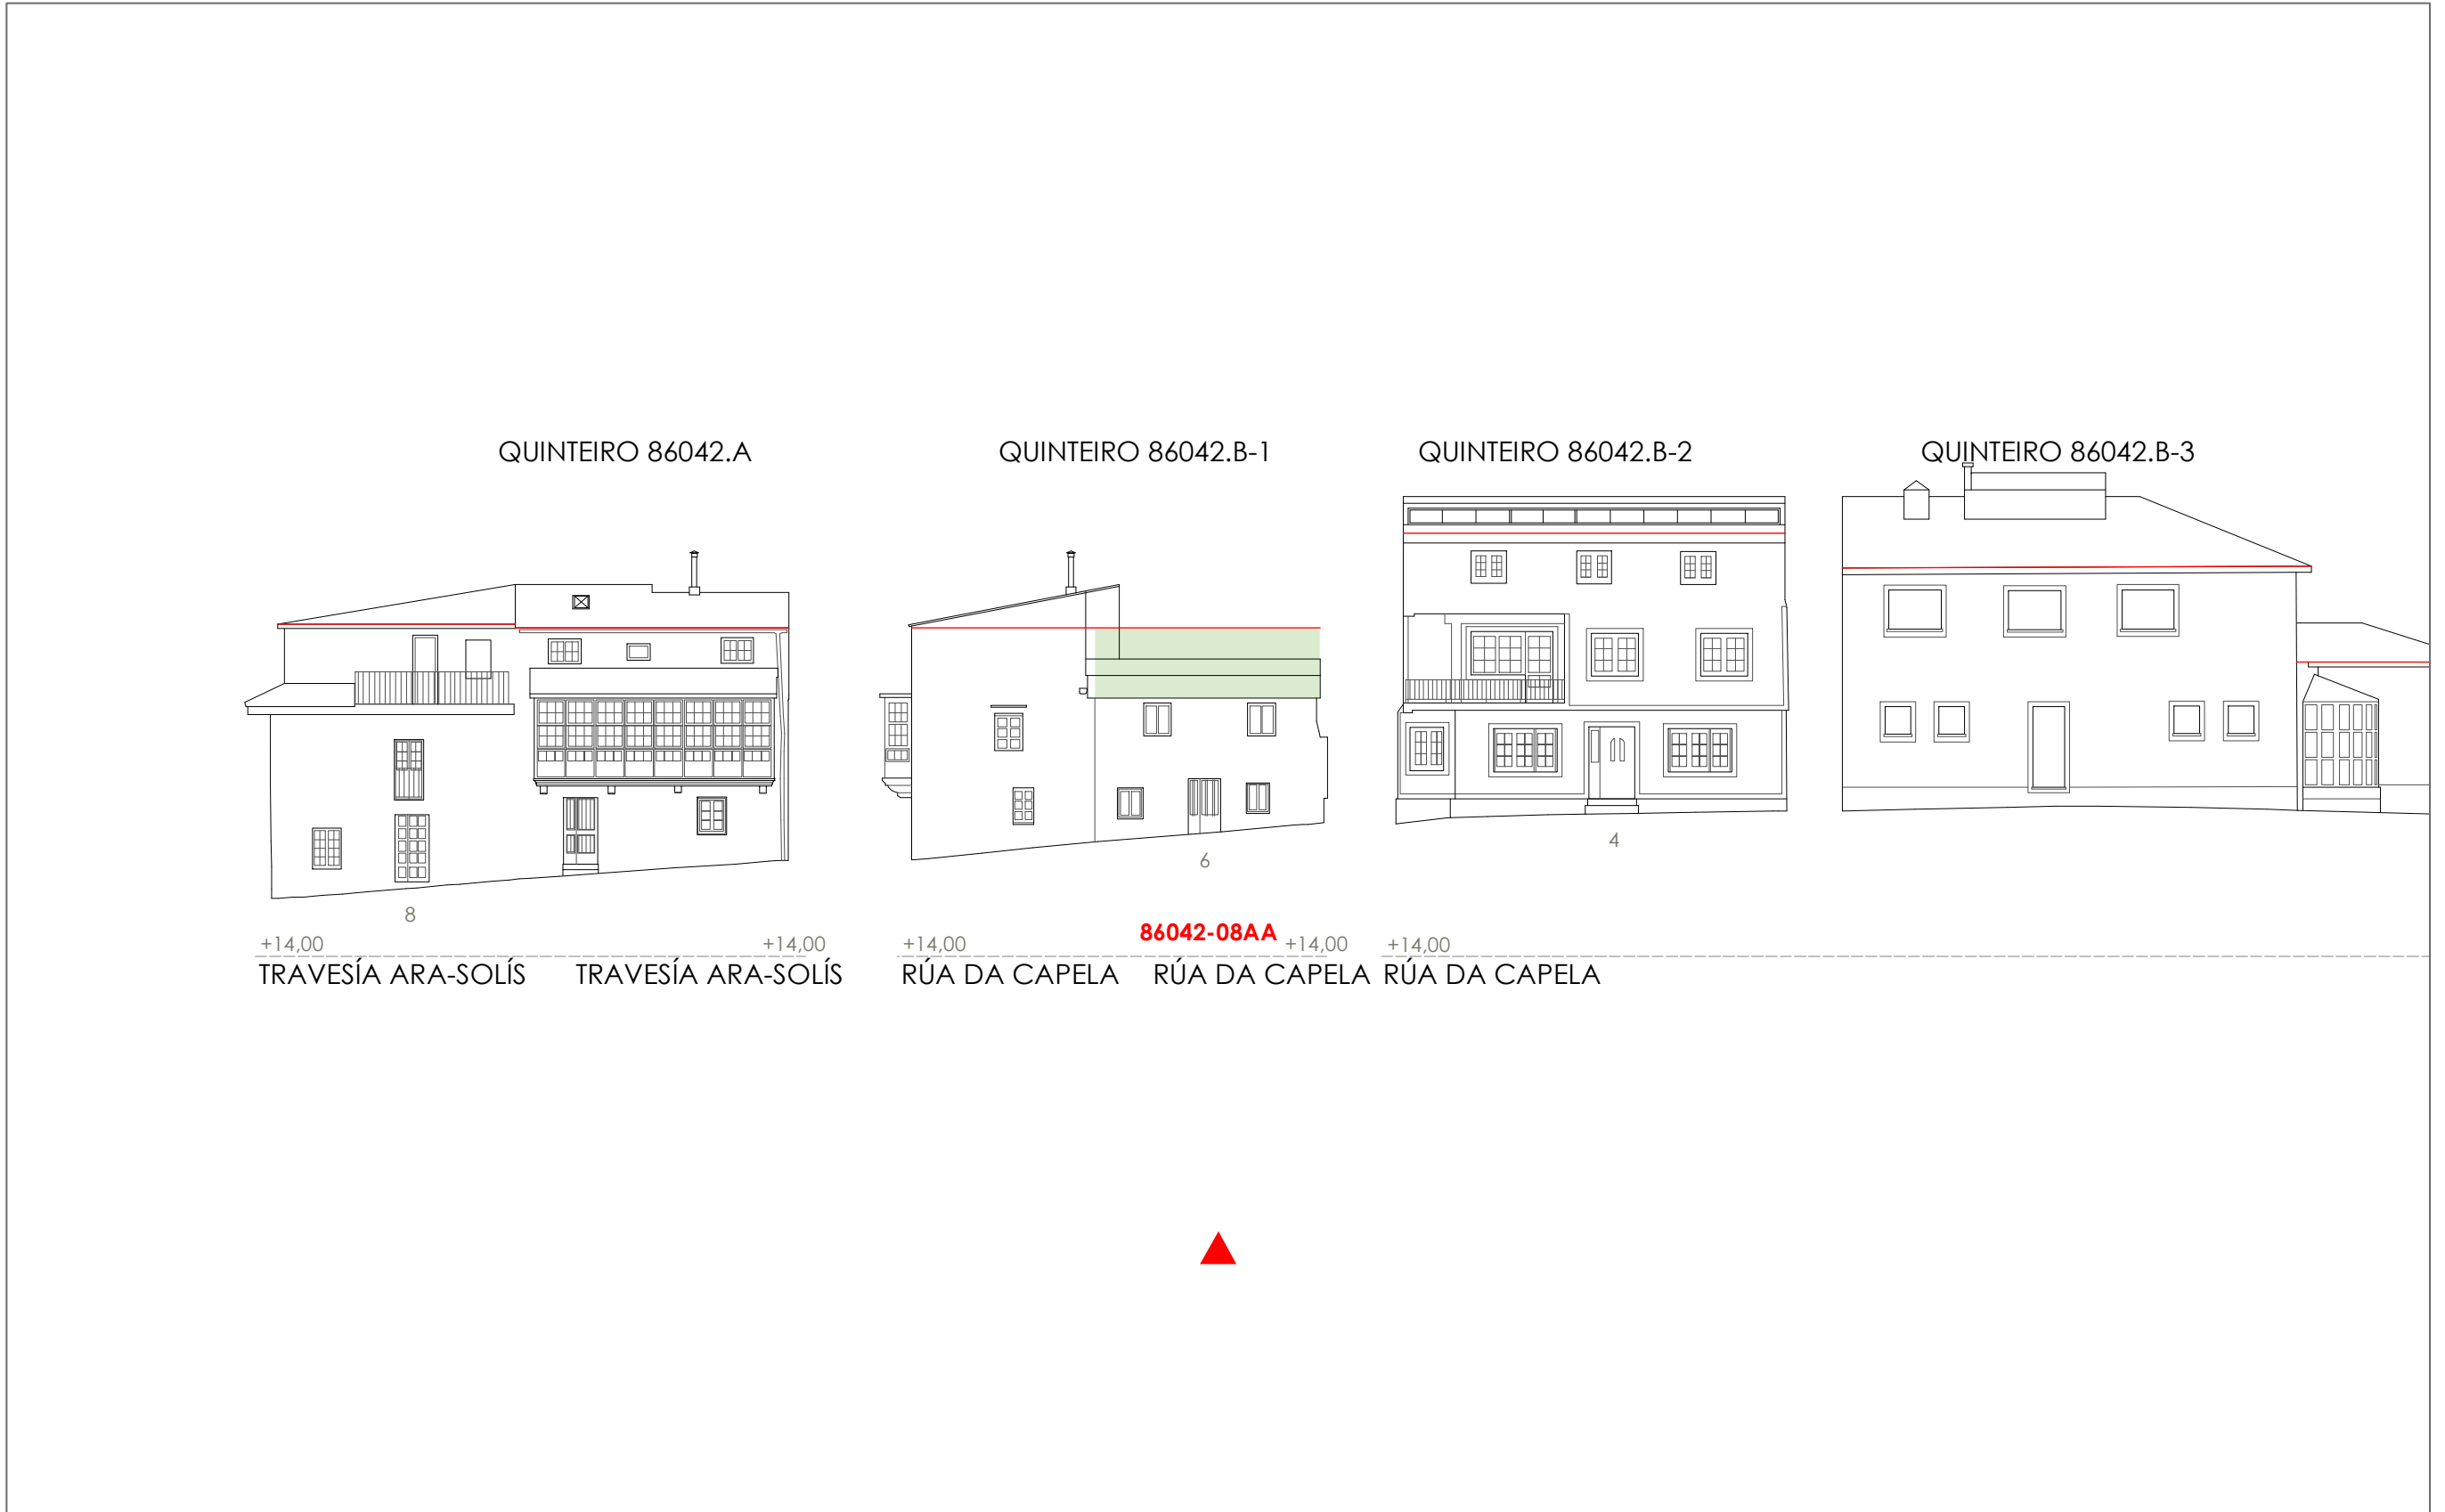 QUINTEIRO 86042.A
QUINTEIRO 86042.B-1
QUINTEIRO 86042.B-2
QUINTEIRO 86042.B-3
4
6
8
86042-08AA
+14,00
+14,00
+14,00
+14,00
+14,00
TRAVESÍA ARA-SOLÍS
TRAVESÍA ARA-SOLÍS
RÚA DA CAPELA
RÚA DA CAPELA
RÚA DA CAPELA